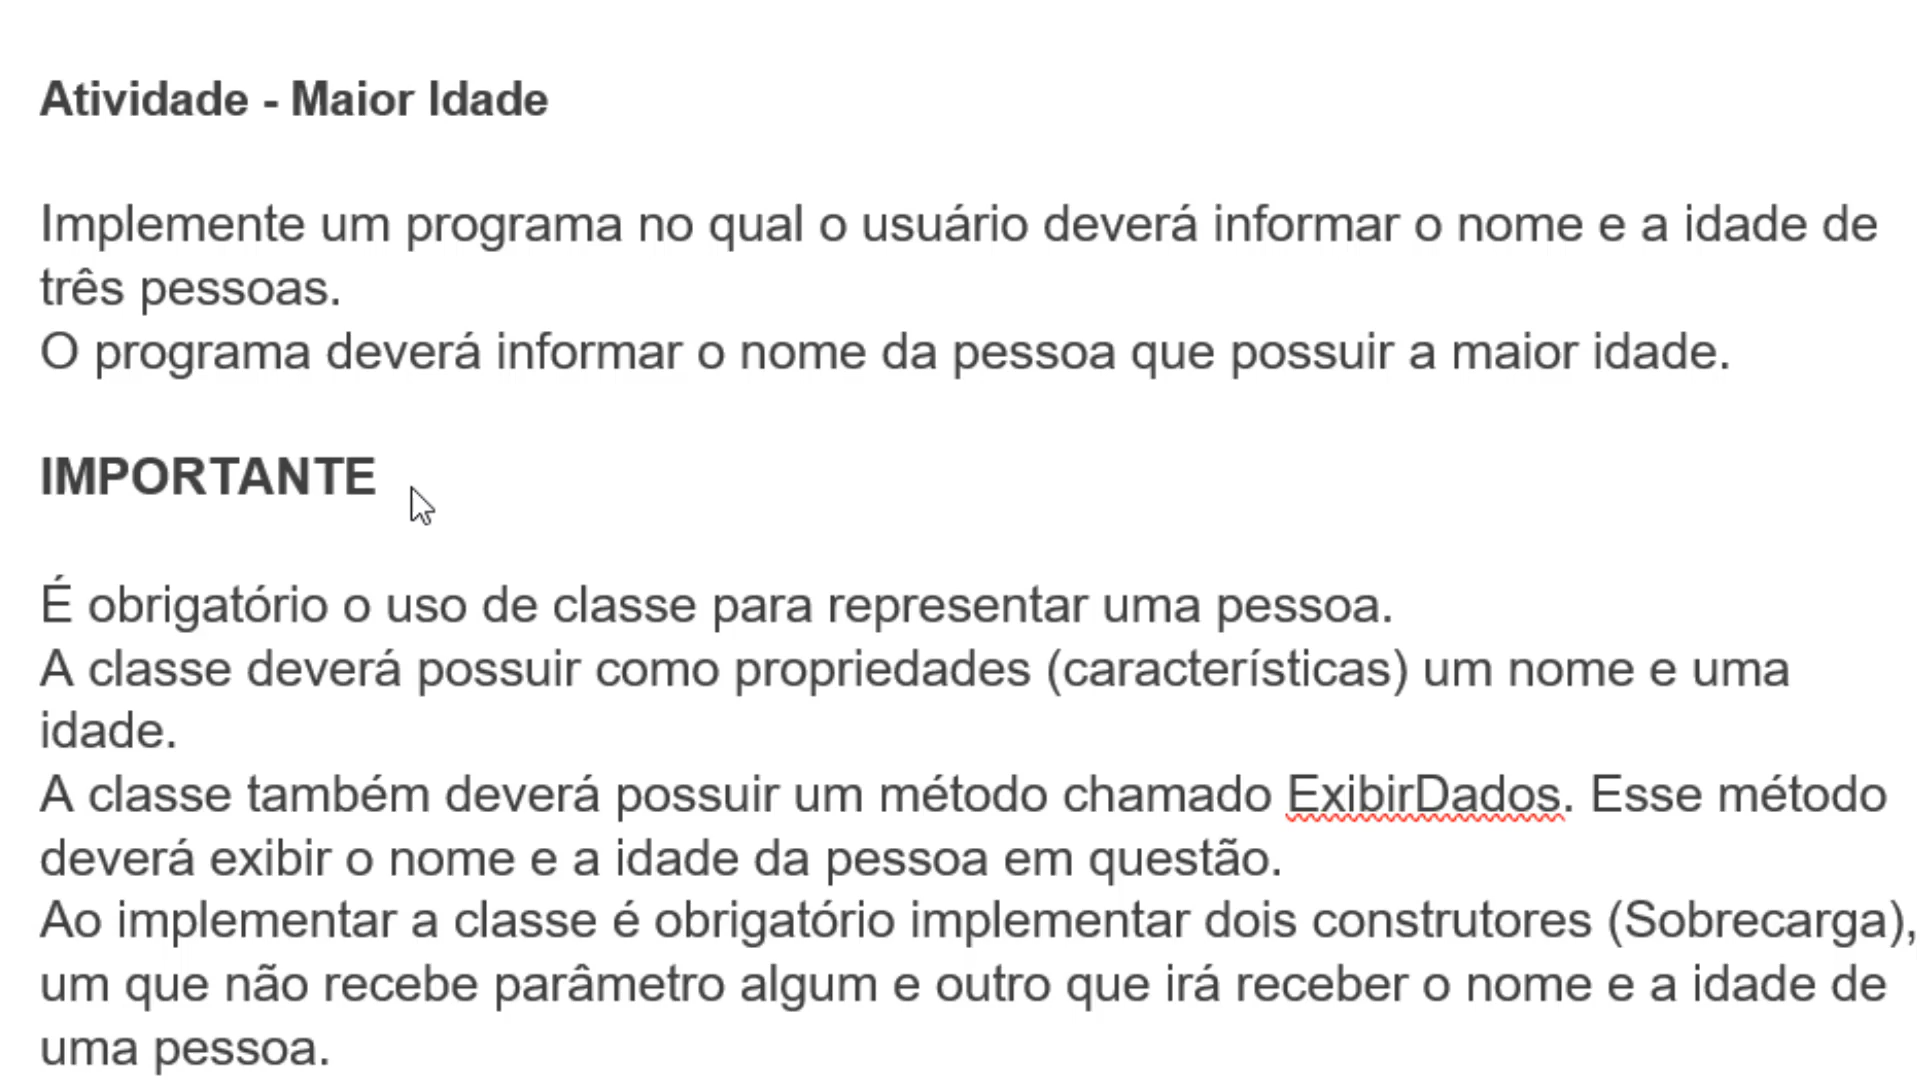 Atividade - Maior Idade
Implemente um programa no qual o usuário deverá informar o nome e a idade de
três pessoas.
O programa deverá informar o nome da pessoa que possuir a maior idade.
IMPORTANTE
É obrigatório o uso de classe para representar uma pessoa.
A classe deverá possuir como propriedades (características) um nome e uma
idade.
A classe também deverá possuir um método chamado ExibirDados. Esse método
deverá exibir o nome e a idade da pessoa em questão.
Ao implementar a classe é obrigatório implementar dois construtores (Sobrecarga),
um que não recebe parâmetro algum e outro que irá receber o nome e a idade de
uma pessoa.